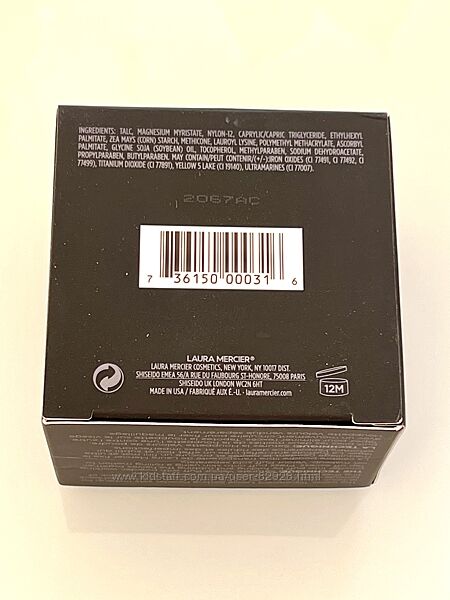 INGREDIENTS: TALC, MAGNESIUM MYRISTATE, NYLON-12, CAPRYLIC/CAPRIC TRIGLYCERIDE, ETHYLHEXYL
PALMITATE, ZEA MAYS (CORN) STARCH, METHICONE, LAUROYL LYSINE, POLYMETHYL METHACRYLATE, ASCORBYL
PALMITATE, GLYCINE SOJA (SOYBEAN) OIL, TOCOPHEROL, METHYLPARABEN, SODIUM DEHYDROACETATE,
PROPYLPARABEN, BUTYLPARABEN. MAY CONTAIN/PEUT CONTENIR/(+/-):IRON OXIDES (CI 77491, CI 77492, CI
77499), TITANIUM DIOXIDE (CI 77891), YELLOW 5 LAKE (CI 19140), ULTRAMARINES (CI 77007).
2067AC
7 36150 00031 6
LAURA MERCIER®
LAURA MERCIER COSMETICS, NEW YORK, NY 10017 DIST.
SHISEIDO EMEA 56/A RUE DU FAUBOURG ST-HONORE, 75008 PARIS
SHISEIDO UK LONDON WC2N 6HT
MADE IN USA / FABRIQUÉ AUX É.-U. · lauramercier.com
12M